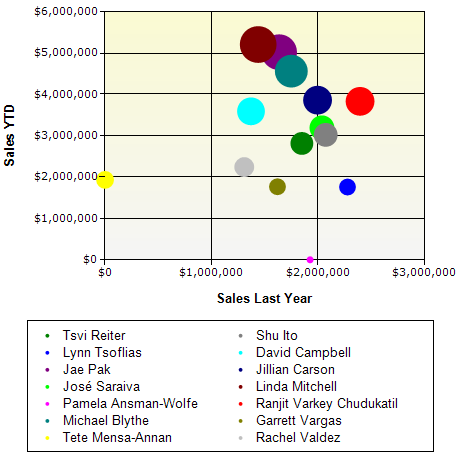 $6,000,000
$5,000,000
$4,000,000
$3,000,000
$2,000,000
$1,000,000
$0
Sales YTD
$0 $1,000,000 $2,000,000 $3,000,000
Sales Last Year
Tsvi Reiter Shu Ito
Lynn Tsoflias David Campbell
Jae Pak Jillian Carson
José Saraiva Linda Mitchell
Pamela Ansman-Wolfe Ranjit Varkey Chudukatil
Michael Blythe Garrett Vargas
Tete Mensa-Annan Rachel Valdez